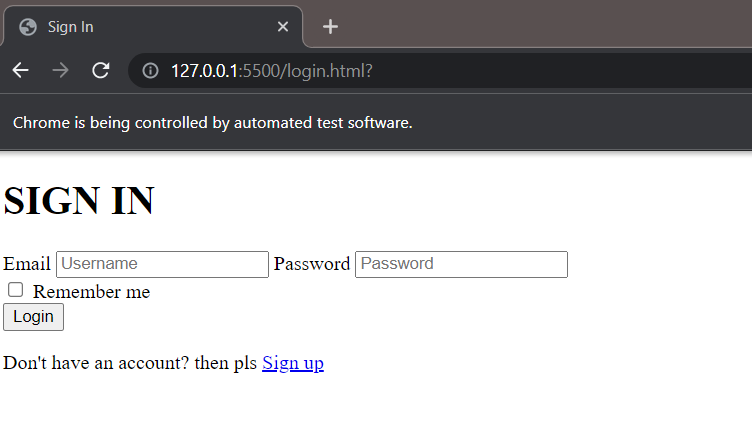 Sign In
127.0.0.1:5500/login.html?
Chrome is being controlled by automated test software.
SIGN IN
Email Username Password Password
Remember me
Login
Don't have an account? then pls Sign up